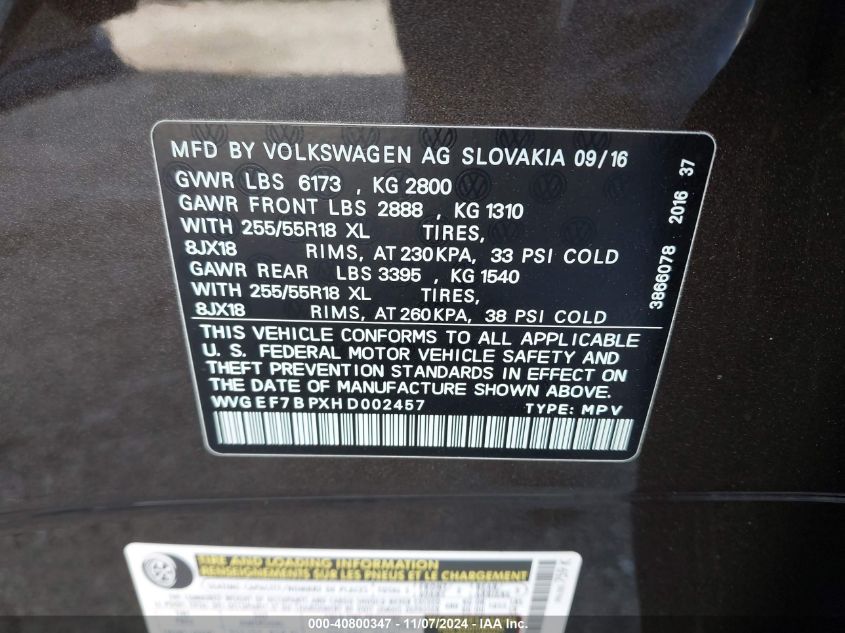 MFD BY VOLKSWAGEN AG SLOVAKIA 09/16
GVWR LBS 6173 , KG 2800
GAWR FRONT LBS 2888 , KG 1310
WITH 255/55R18 XL TIRES,
8JX18 RIMS, AT 230KPA, 33 PSI COLD
GAWR REAR LBS 3395 , KG 1540
WITH 255/55R18 XL TIRES,
8JX18 RIMS, AT 260KPA, 38 PSI COLD
THIS VEHICLE CONFORMS TO ALL APPLICABLE
U. S. FEDERAL MOTOR VEHICLE SAFETY AND
THEFT PREVENTION STANDARDS IN EFFECT ON
THE DATE OF MANUFACTURE SHOWN ABOVE.
WVGEF7BPXHD002457 TYPE: MPV
3866078 2016 37
TIRE AND LOADING INFORMATION
RENSEIGNEMENTS SUR LES PNEUS ET LE CHARGEMENT
000-40800347 - 11/07/2024 - IAA Inc.